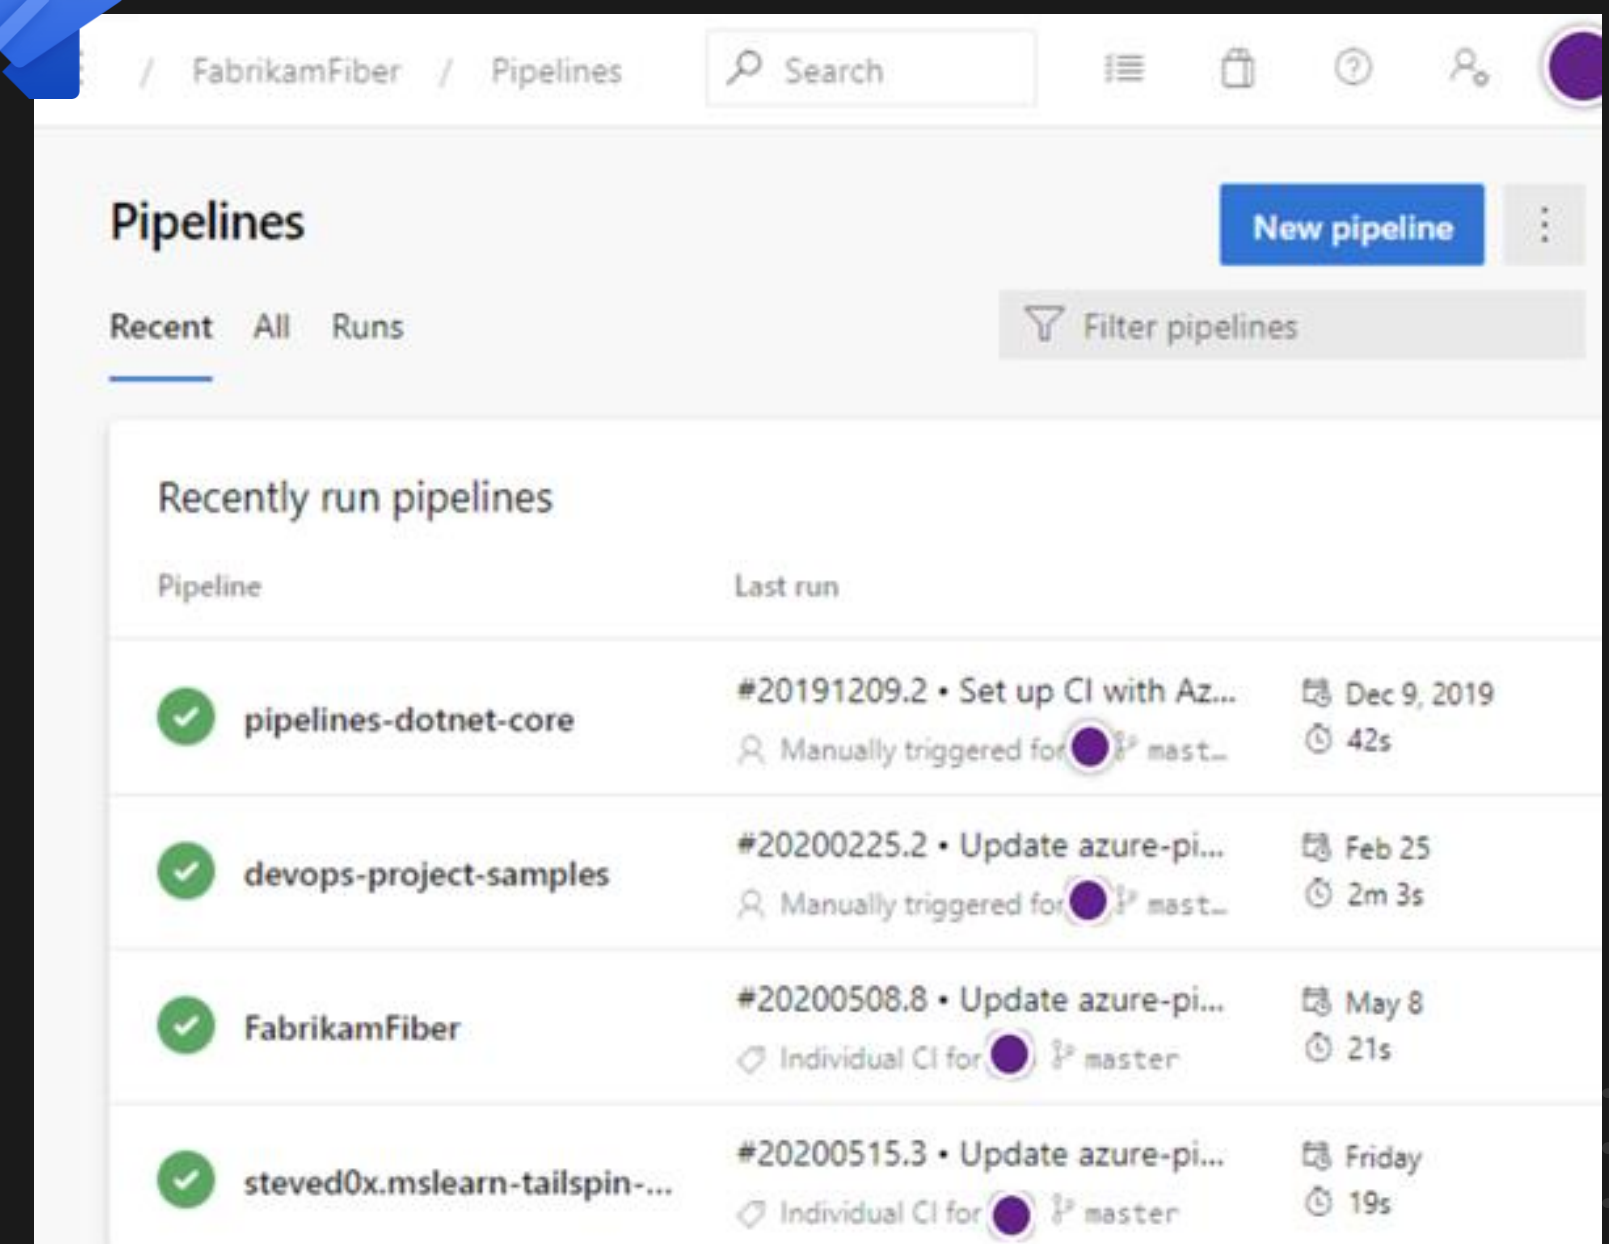 / FabrikamFiber / Pipelines Search
Pipelines
New pipeline
Recent All Runs
Filter pipelines
Recently run pipelines
Pipeline Last run
pipelines-dotnet-core
#20191209.2 • Set up CI with Az...
Manually triggered for mast...
Dec 9, 2019
42s
devops-project-samples
#20200225.2 • Update azure-pi...
Manually triggered for mast...
Feb 25
2m 3s
FabrikamFiber
#20200508.8 • Update azure-pi...
Individual CI for master
May 8
21s
steved0x.mslearn-tailspin-...
#20200515.3 • Update azure-pi...
Individual CI for master
Friday
19s